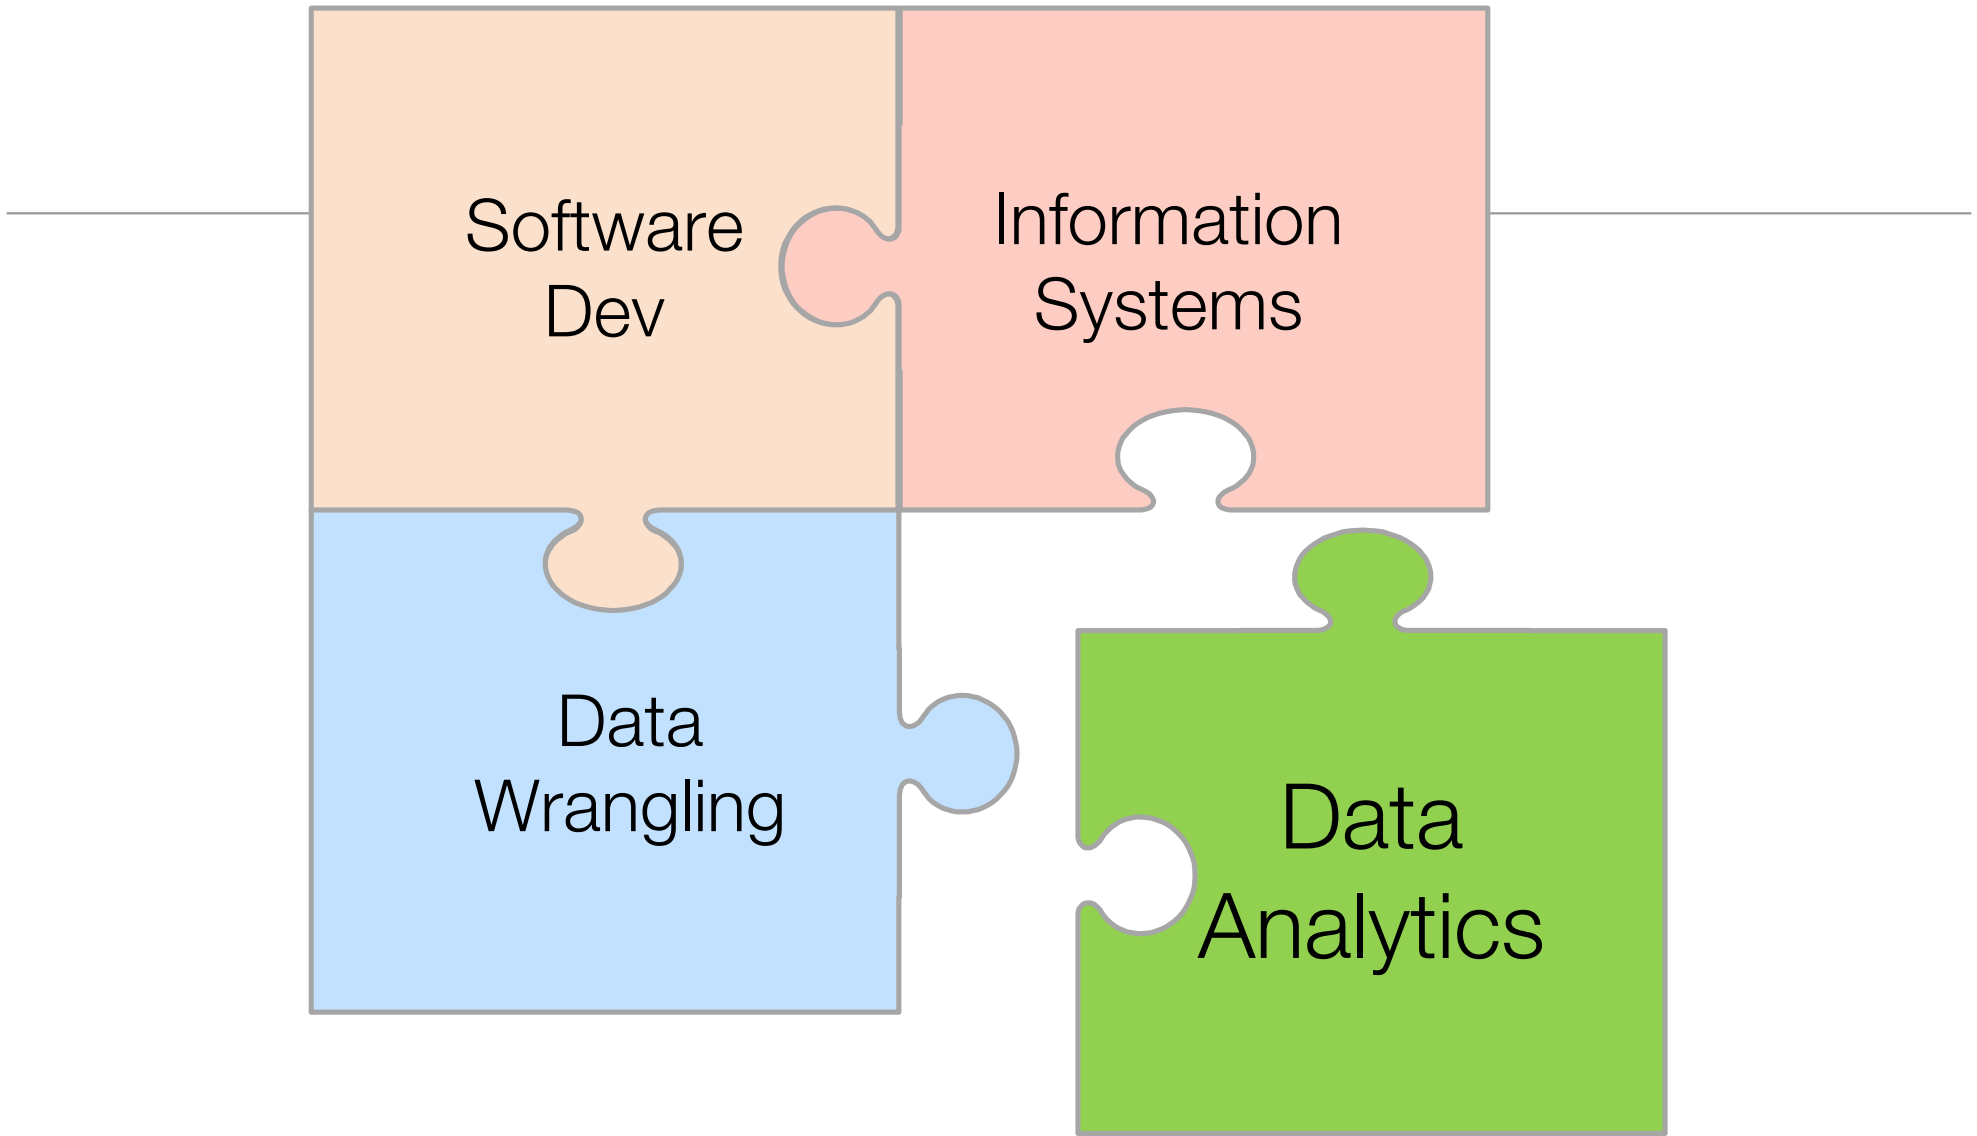 Software
Dev
Information
Systems
Data
Wrangling
Data
Analytics